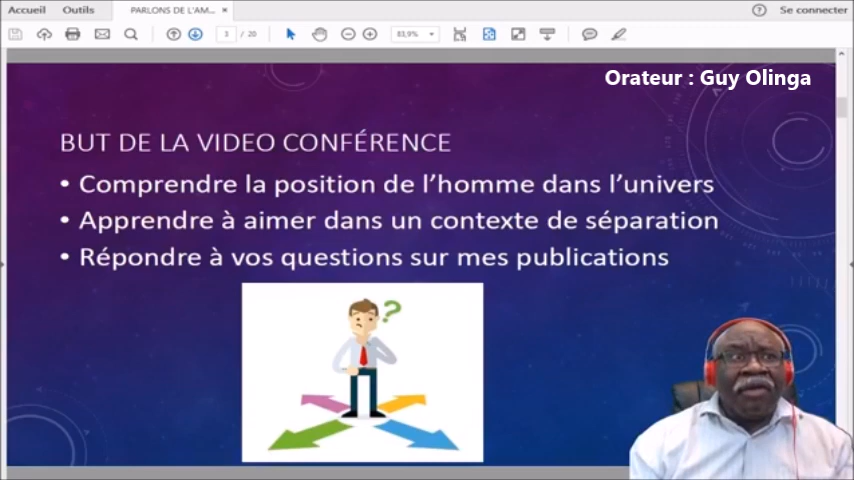 Accueil Outils PARLONS DE L'AM... × Se connecter
3 / 20 83,9%
Orateur : Guy Olinga
BUT DE LA VIDEO CONFÉRENCE
• Comprendre la position de l’homme dans l’univers
• Apprendre à aimer dans un contexte de séparation
• Répondre à vos questions sur mes publications
?